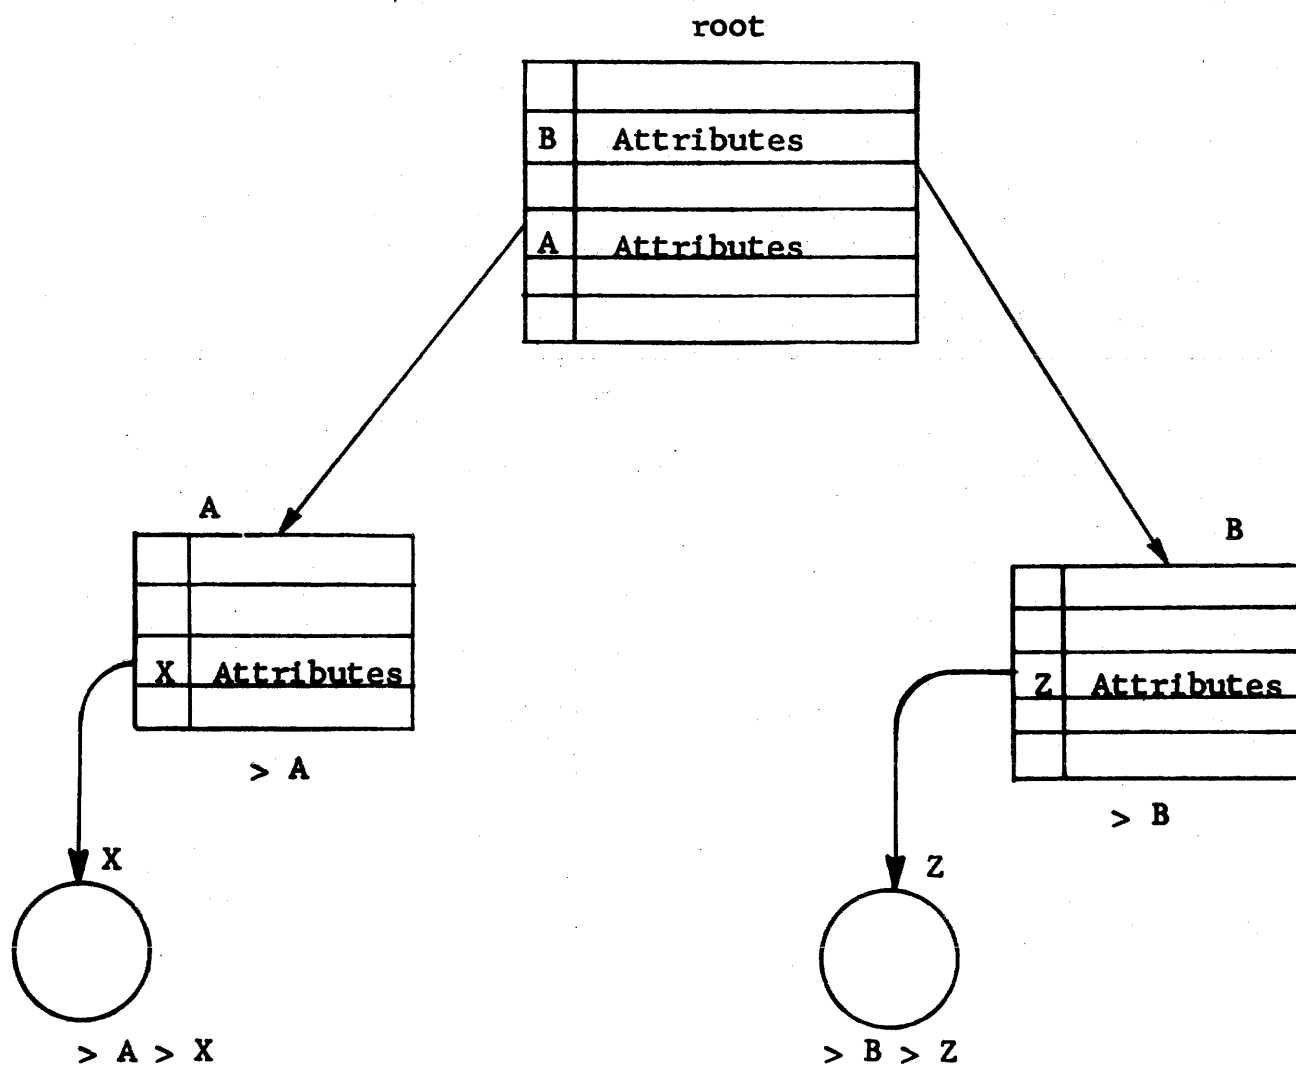 root
B Attributes
A Attributes
A
B
X Attributes
Z Attributes
> A
> B
X
Z
> A > X
> B > Z